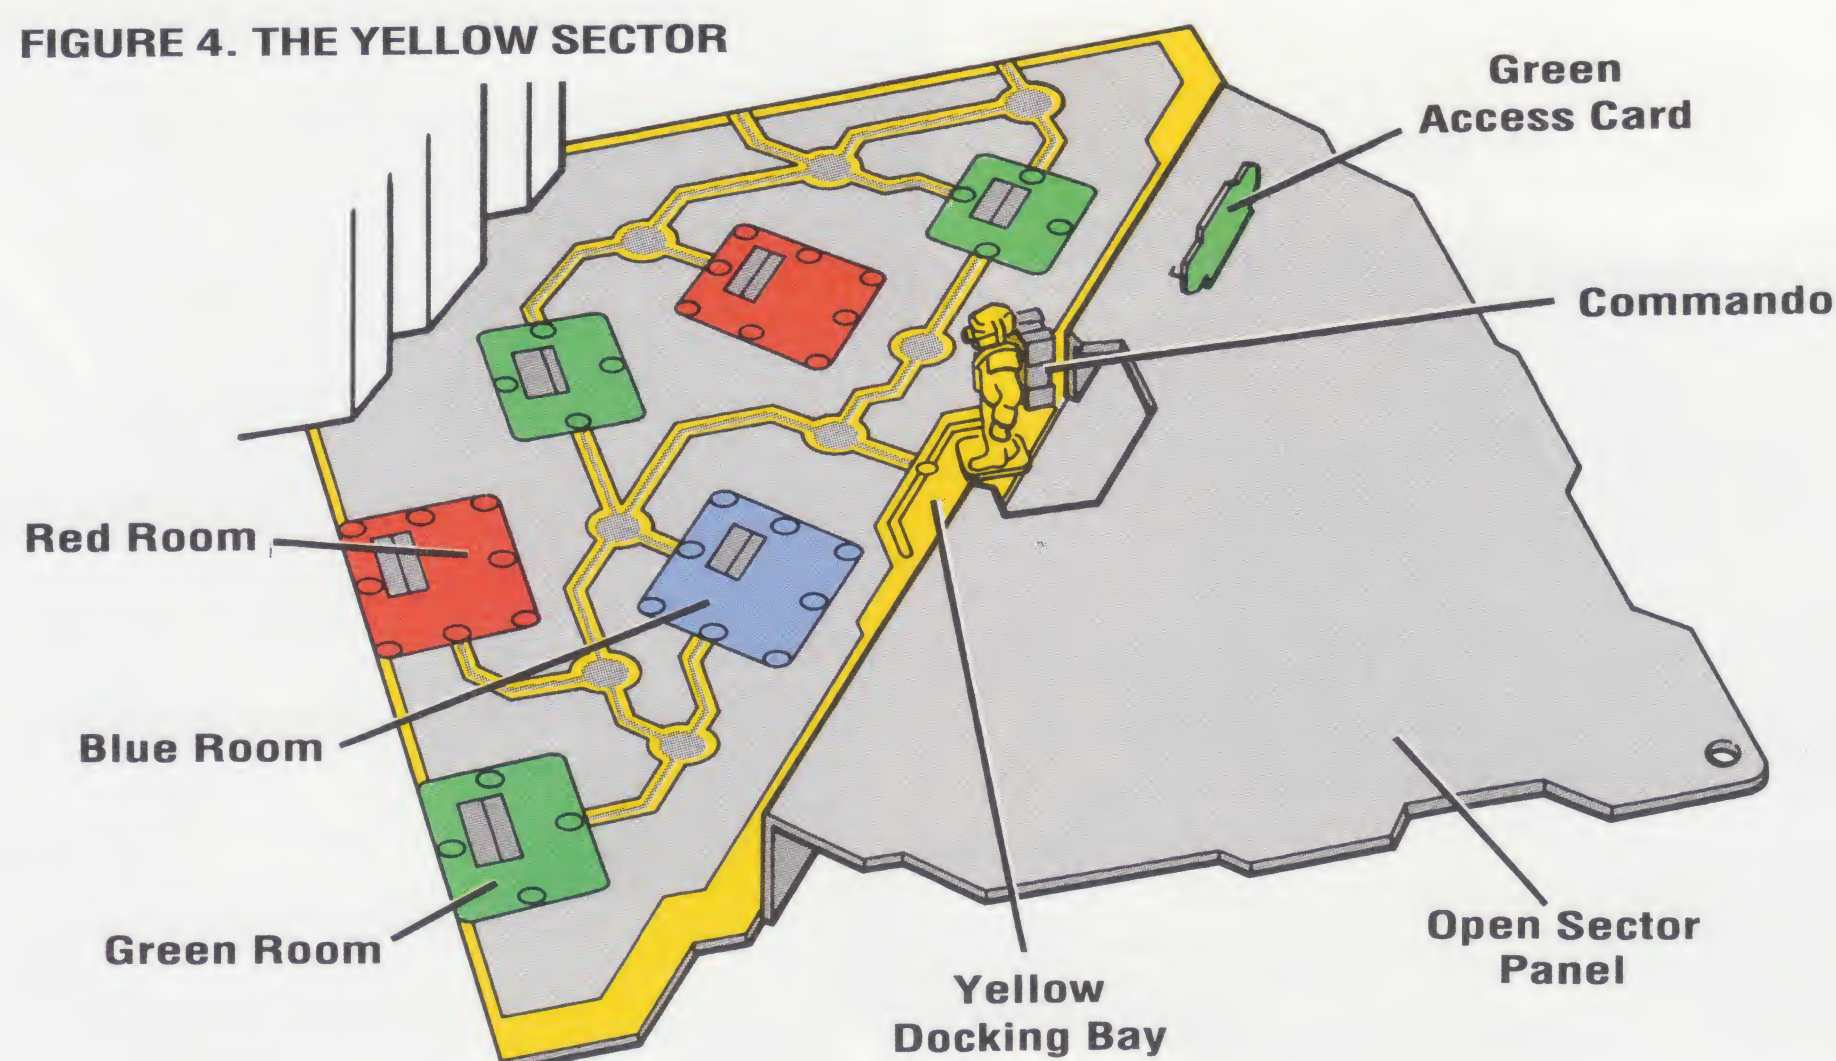 FIGURE 4. THE YELLOW SECTOR
Green
Access Card
Commando
Red Room
Blue Room
Green Room
Yellow
Docking Bay
Open Sector
Panel